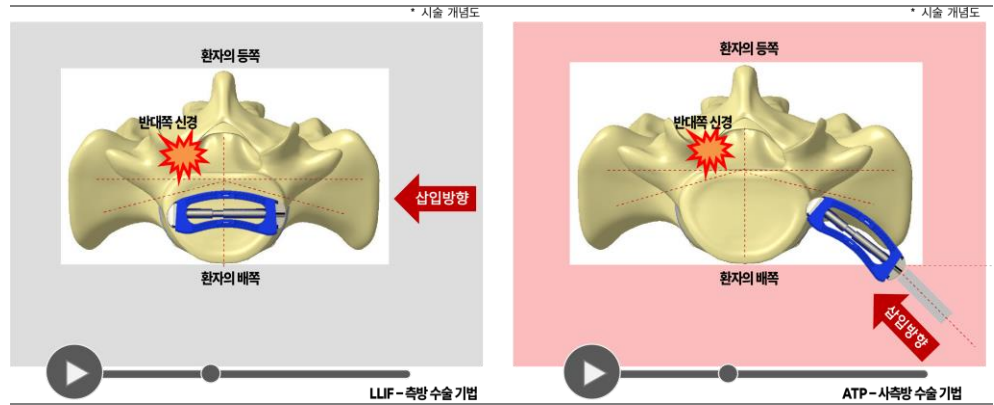 * 시술 개념도
환자의 등쪽
반대쪽 신경
삽입방향
환자의 배쪽
LLIF – 측방 수술 기법
* 시술 개념도
환자의 등쪽
반대쪽 신경
환자의 배쪽
삽입방향
ATP – 사측방 수술 기법